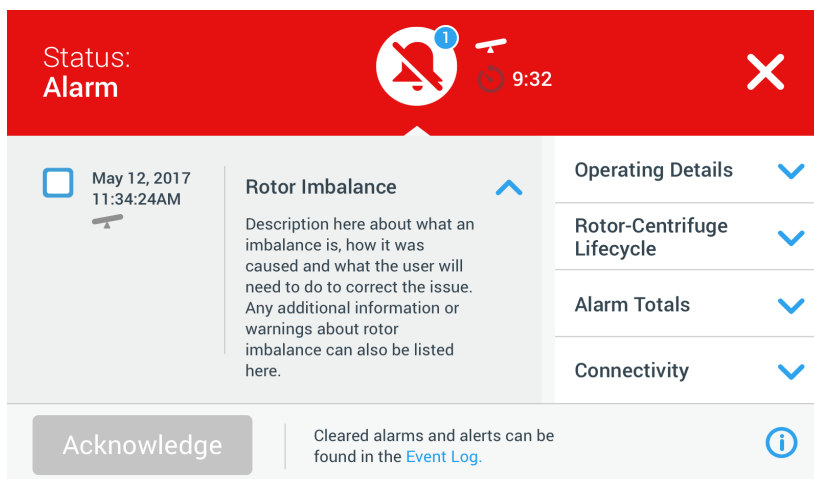 Status:
Alarm
1
9:32
May 12, 2017
11:34:24AM
Rotor Imbalance
Description here about what an
imbalance is, how it was
caused and what the user will
need to do to correct the issue.
Any additional information or
warnings about rotor
imbalance can also be listed
here.
Operating Details
Rotor-Centrifuge
Lifecycle
Alarm Totals
Connectivity
Acknowledge
Cleared alarms and alerts can be
found in the Event Log.